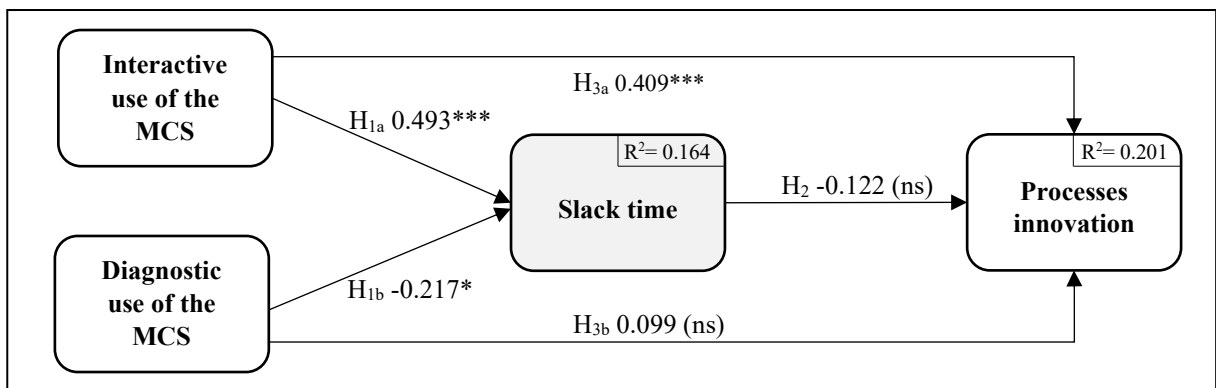 Interactive
use of the
MCS
H3a 0.409***
H1a 0.493***
R2= 0.164
R2= 0.201
Slack time
H2 -0.122 (ns)
Processes
innovation
Diagnostic
use of the
MCS
H1b -0.217*
H3b 0.099 (ns)